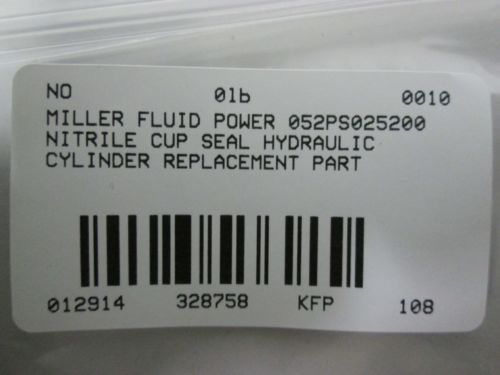 NO 01b 0010
MILLER FLUID POWER 052PS025200
NITRILE CUP SEAL HYDRAULIC
CYLINDER REPLACEMENT PART
012914 328758 KFP 108